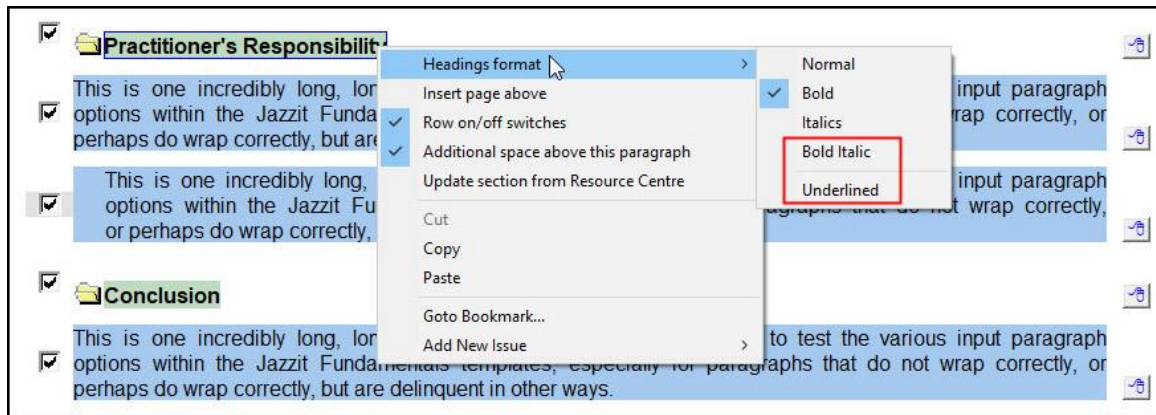 Practitioner's Responsibility
Headings format
Normal
This is one incredibly long, lon
Insert page above
Bold
input paragraph
options within the Jazzit Funda
Row on/off switches
Italics
wrap correctly, or
perhaps do wrap correctly, but are
Additional space above this paragraph
Bold Italic
This is one incredibly long,
Update section from Resource Centre
Underlined
input paragraph
options within the Jazzit Fu
agraphs that do not wrap correctly,
or perhaps do wrap correctly,
Cut
Copy
Paste
Conclusion
Goto Bookmark...
This is one incredibly long, lon
Add New Issue
to test the various input paragraph
options within the Jazzit Fundamentals templates, especially for paragraphs that do not wrap correctly, or
perhaps do wrap correctly, but are delinquent in other ways.